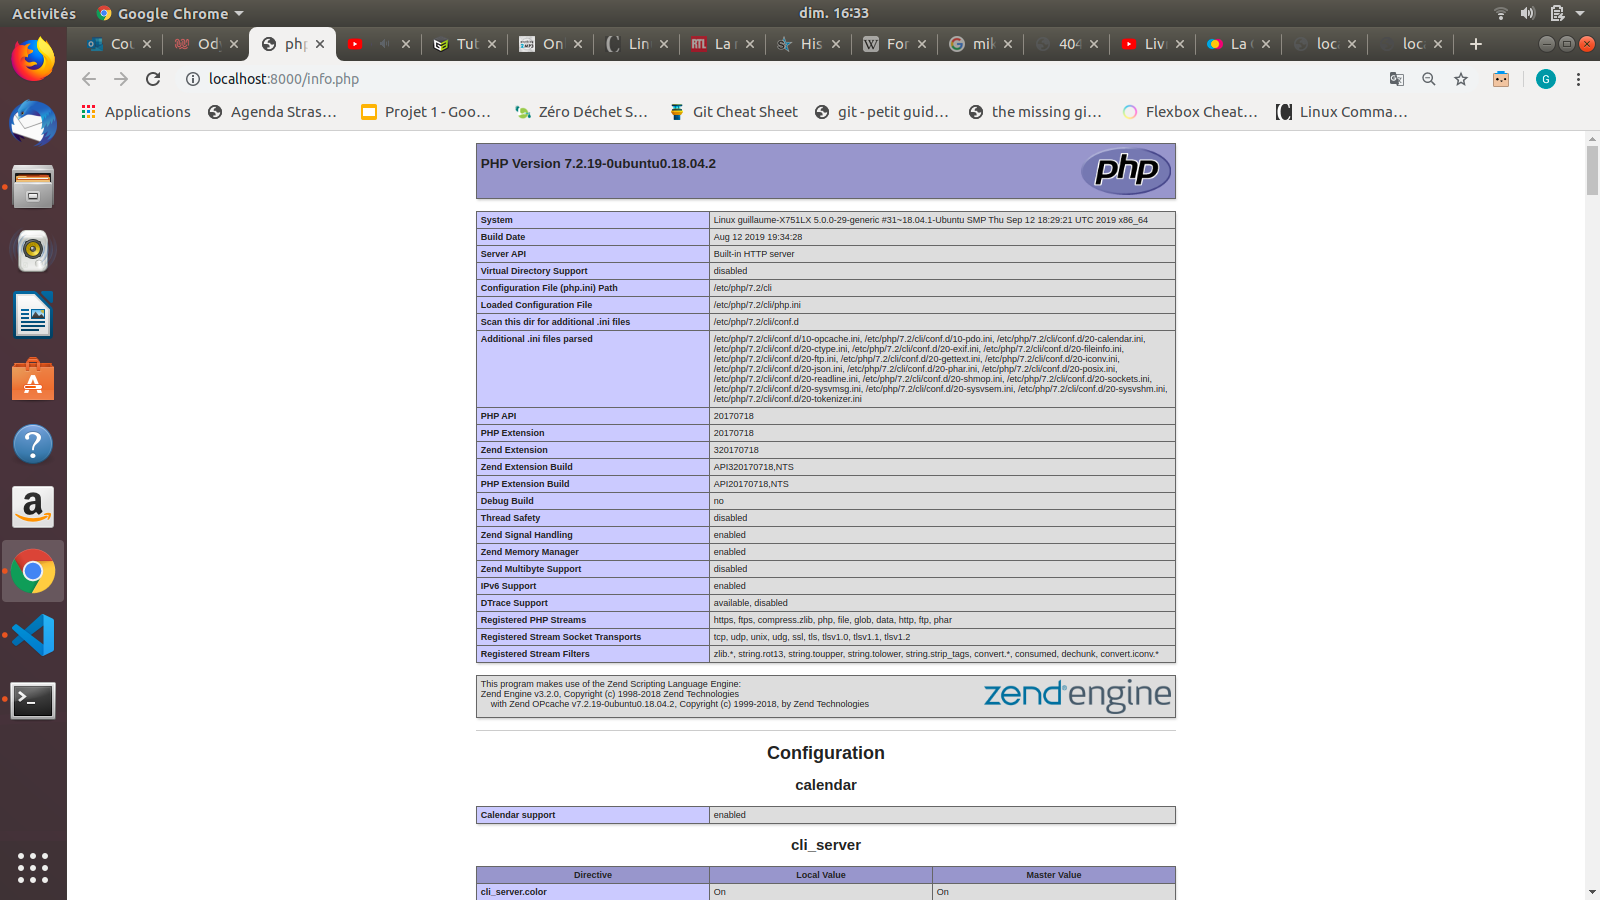 Activités
Google Chrome
dim. 16:33
Cou
Ody
php
Tut
Onl
Lin
La r
His
For
mik
404
Livr
La
loca
loca
localhost:8000/info.php
G
Applications
Agenda Stras…
Projet 1 - Goo…
Zéro Déchet S…
Git Cheat Sheet
git - petit guid…
the missing gi…
Flexbox Cheat…
Linux Comma…
PHP Version 7.2.19-0ubuntu0.18.04.2
php
System Linux guillaume-X751LX 5.0.0-29-generic #31~18.04.1-Ubuntu SMP Thu Sep 12 18:29:21 UTC 2019 x86_64
Build Date Aug 12 2019 19:34:28
Server API Built-in HTTP server
Virtual Directory Support disabled
Configuration File (php.ini) Path /etc/php/7.2/cli
Loaded Configuration File /etc/php/7.2/cli/php.ini
Scan this dir for additional .ini files /etc/php/7.2/cli/conf.d
Additional .ini files parsed /etc/php/7.2/cli/conf.d/10-opcache.ini, /etc/php/7.2/cli/conf.d/10-pdo.ini, /etc/php/7.2/cli/conf.d/20-calendar.ini,
/etc/php/7.2/cli/conf.d/20-ctype.ini, /etc/php/7.2/cli/conf.d/20-exif.ini, /etc/php/7.2/cli/conf.d/20-fileinfo.ini,
/etc/php/7.2/cli/conf.d/20-ftp.ini, /etc/php/7.2/cli/conf.d/20-gettext.ini, /etc/php/7.2/cli/conf.d/20-iconv.ini,
/etc/php/7.2/cli/conf.d/20-json.ini, /etc/php/7.2/cli/conf.d/20-phar.ini, /etc/php/7.2/cli/conf.d/20-posix.ini,
/etc/php/7.2/cli/conf.d/20-readline.ini, /etc/php/7.2/cli/conf.d/20-shmop.ini, /etc/php/7.2/cli/conf.d/20-sockets.ini,
/etc/php/7.2/cli/conf.d/20-sysvmsg.ini, /etc/php/7.2/cli/conf.d/20-sysvsem.ini, /etc/php/7.2/cli/conf.d/20-sysvshm.ini,
/etc/php/7.2/cli/conf.d/20-tokenizer.ini
PHP API 20170718
PHP Extension 20170718
Zend Extension 320170718
Zend Extension Build API320170718,NTS
PHP Extension Build API20170718,NTS
Debug Build no
Thread Safety disabled
Zend Signal Handling enabled
Zend Memory Manager enabled
Zend Multibyte Support disabled
IPv6 Support enabled
DTrace Support available, disabled
Registered PHP Streams https, ftps, compress.zlib, php, file, glob, data, http, ftp, phar
Registered Stream Socket Transports tcp, udp, unix, udg, ssl, tls, tlsv1.0, tlsv1.1, tlsv1.2
Registered Stream Filters zlib.*, string.rot13, string.toupper, string.tolower, string.strip_tags, convert.*, consumed, dechunk, convert.iconv.*
This program makes use of the Zend Scripting Language Engine:
Zend Engine v3.2.0, Copyright (c) 1998-2018 Zend Technologies
with Zend OPcache v7.2.19-0ubuntu0.18.04.2, Copyright (c) 1999-2018, by Zend Technologies
zend engine
Configuration
calendar
Calendar support enabled
cli_server
Directive Local Value Master Value
cli_server.color On On